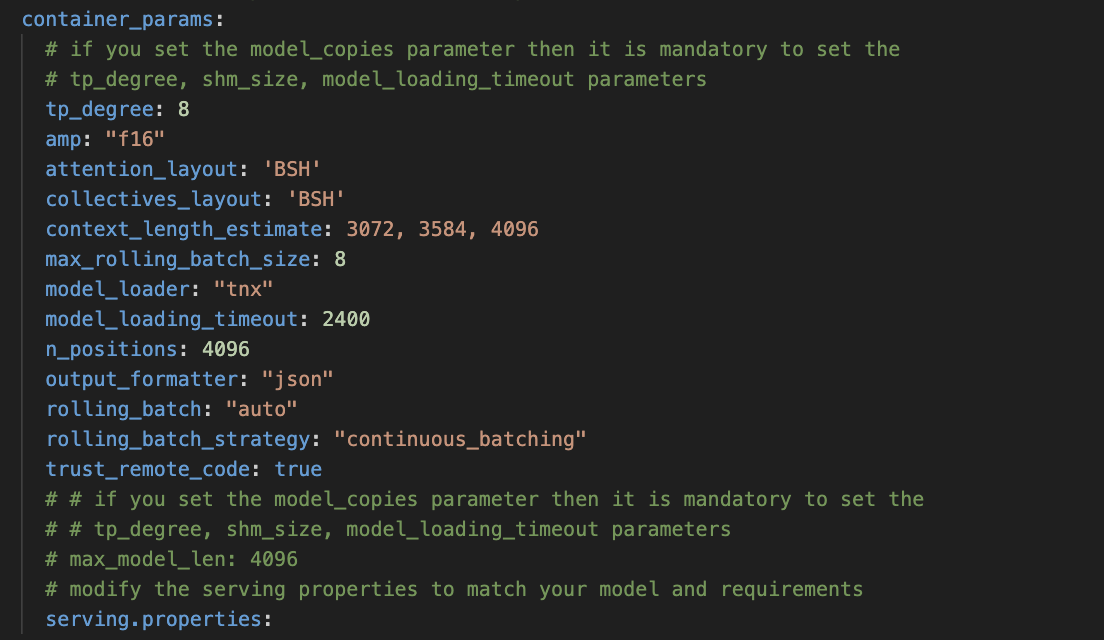 container_params:
# if you set the model_copies parameter then it is mandatory to set the
# tp_degree, shm_size, model_loading_timeout parameters
tp_degree: 8
amp: "f16"
attention_layout: 'BSH'
collectives_layout: 'BSH'
context_length_estimate: 3072, 3584, 4096
max_rolling_batch_size: 8
model_loader: "tnx"
model_loading_timeout: 2400
n_positions: 4096
output_formatter: "json"
rolling_batch: "auto"
rolling_batch_strategy: "continuous_batching"
trust_remote_code: true
# # if you set the model_copies parameter then it is mandatory to set the
# # tp_degree, shm_size, model_loading_timeout parameters
# max_model_len: 4096
# modify the serving properties to match your model and requirements
serving.properties: